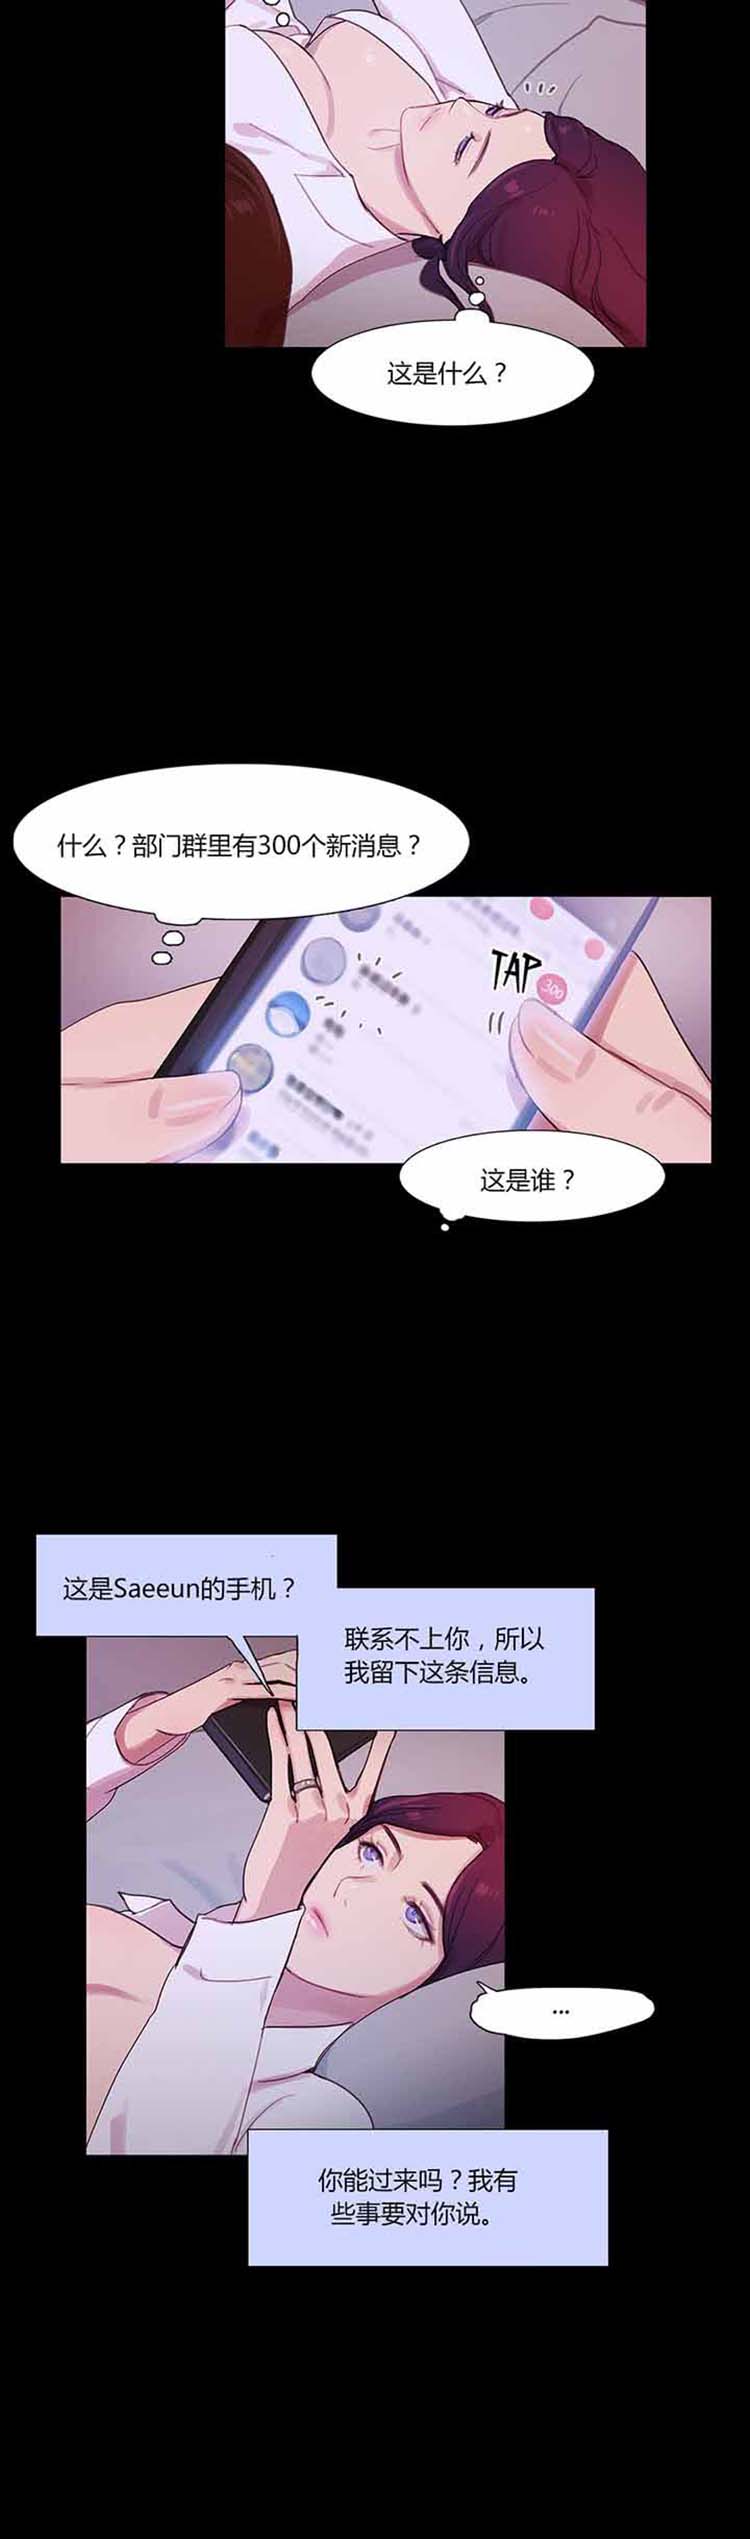 这是什么？
什么？部门群里有300个新消息？
TAP
300
这是谁？
这是Saeeun的手机？
联系不上你，所以
我留下这条信息。
...
你能过来吗？我有
些事要对你说。